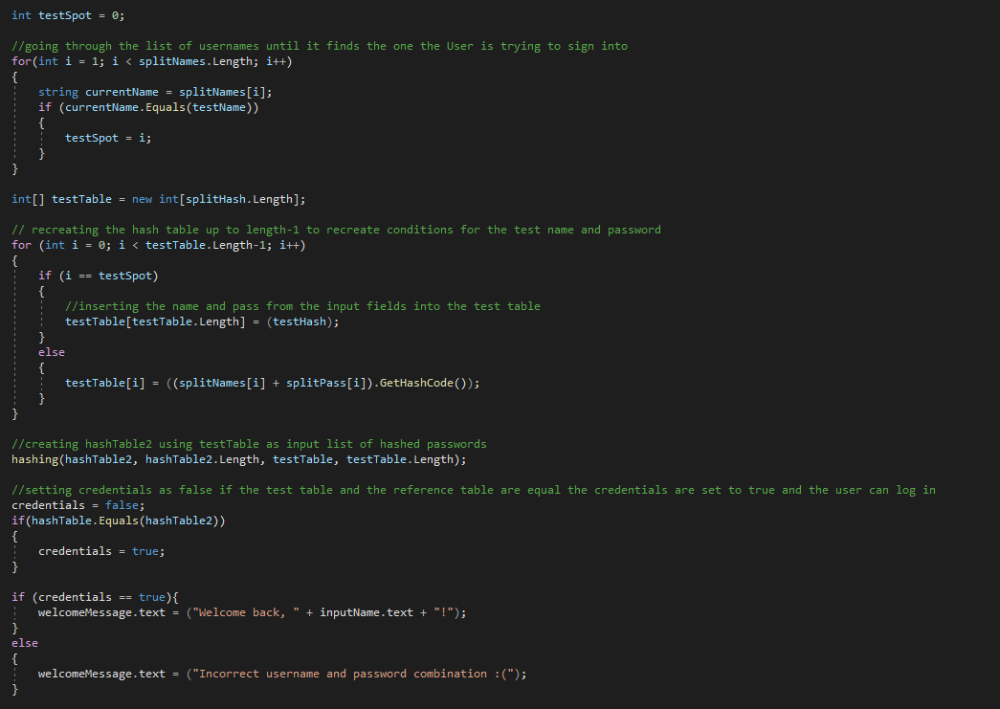 int testSpot = 0;
//going through the list of usernames until it finds the one the User is trying to sign into
for(int i = 1; i < splitNames.Length; i++)
{
string currentName = splitNames[i];
if (currentName.Equals(testName))
{
testSpot = i;
}
}
int[] testTable = new int[splitHash.Length];
// recreating the hash table up to length-1 to recreate conditions for the test name and password
for (int i = 0; i < testTable.Length-1; i++)
{
if (i == testSpot)
{
//inserting the name and pass from the input fields into the test table
testTable[testTable.Length] = (testHash);
}
else
{
testTable[i] = ((splitNames[i] + splitPass[i]).GetHashCode());
}
}
//creating hashTable2 using testTable as input list of hashed passwords
hashing(hashTable2, hashTable2.Length, testTable, testTable.Length);
//setting credentials as false if the test table and the reference table are equal the credentials are set to true and the user can log in
credentials = false;
if(hashTable.Equals(hashTable2))
{
credentials = true;
}
if (credentials == true){
welcomeMessage.text = ("Welcome back, " + inputName.text + "!");
}
else
{
welcomeMessage.text = ("Incorrect username and password combination :(");
}